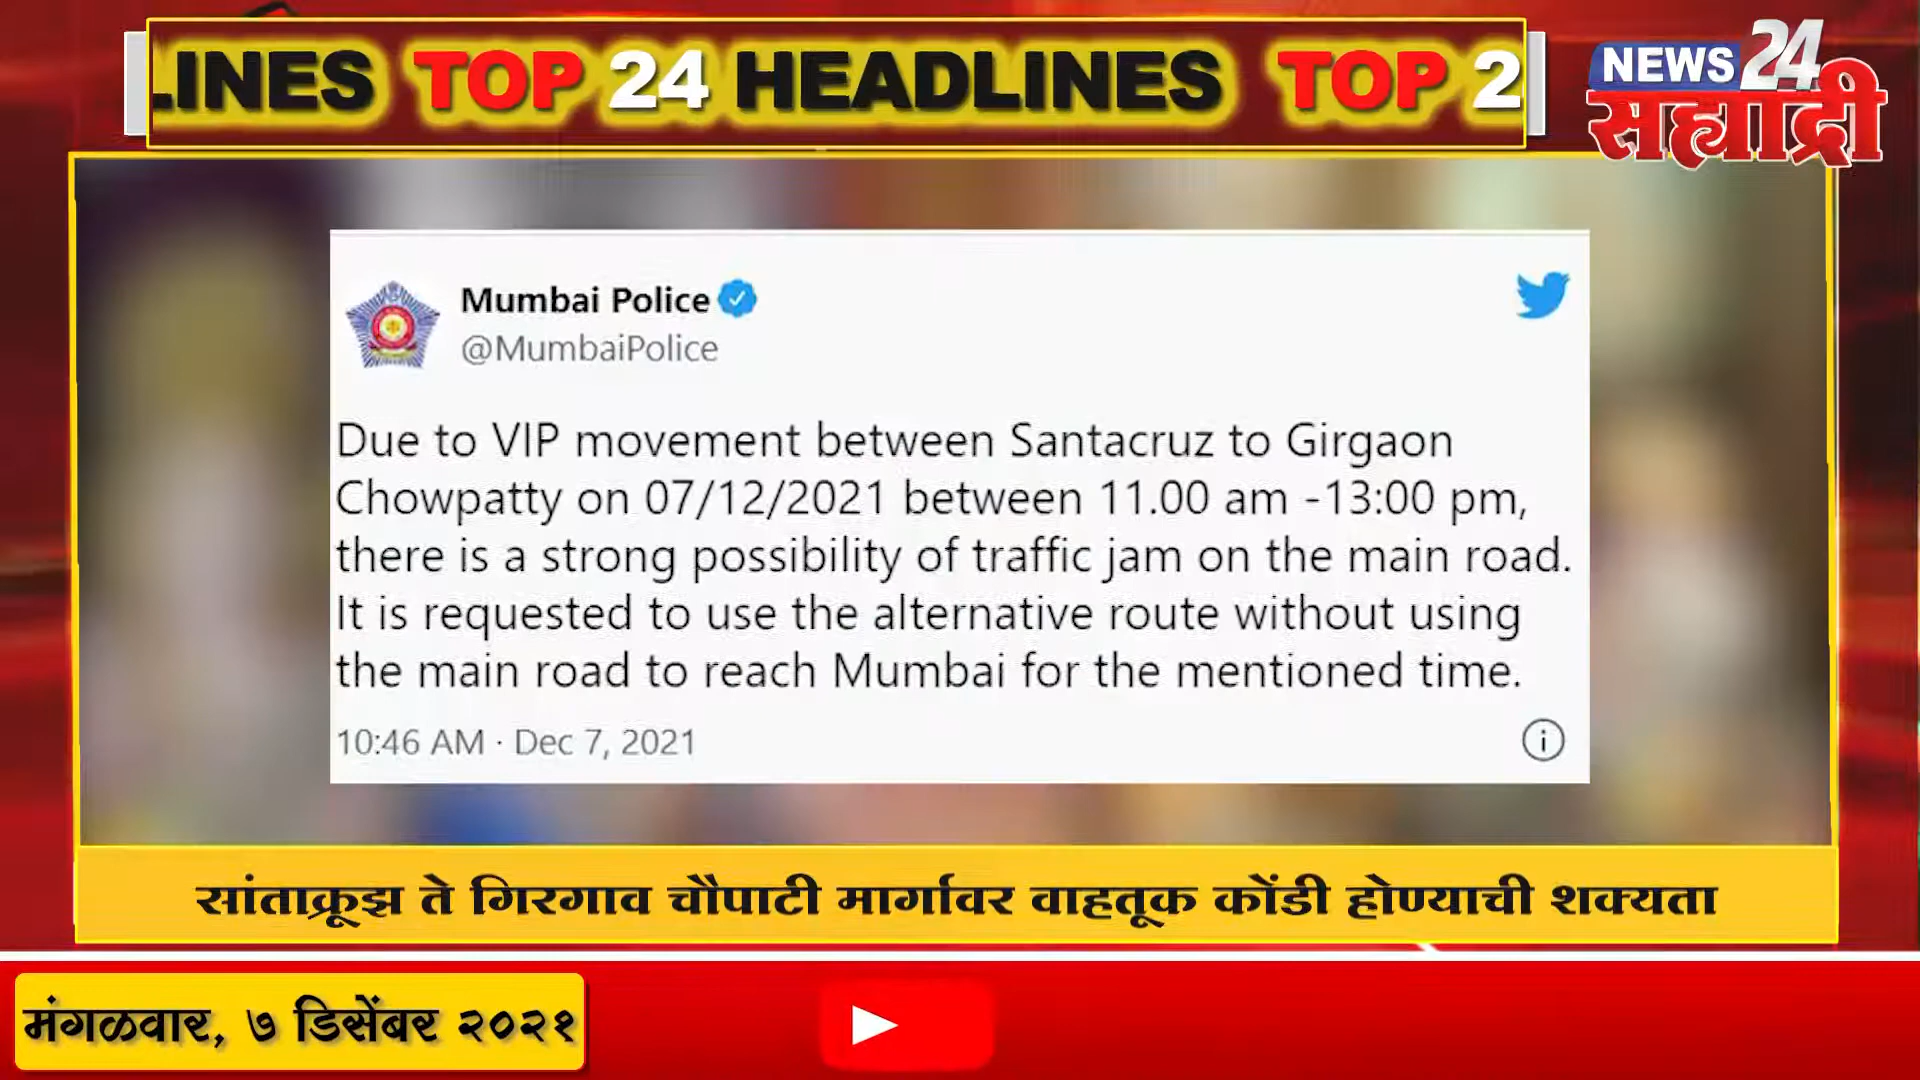 LINES TOP 24 HEADLINES TOP 2
NEWS 24
सह्याद्री
Mumbai Police
@MumbaiPolice
Due to VIP movement between Santacruz to Girgaon
Chowpatty on 07/12/2021 between 11.00 am -13:00 pm,
there is a strong possibility of traffic jam on the main road.
It is requested to use the alternative route without using
the main road to reach Mumbai for the mentioned time.
10:46 AM · Dec 7, 2021
सांताक्रूझ ते गिरगाव चौपाटी मार्गावर वाहतूक कोंडी होण्याची शक्यता
मंगळवार, ७ डिसेंबर २०२१